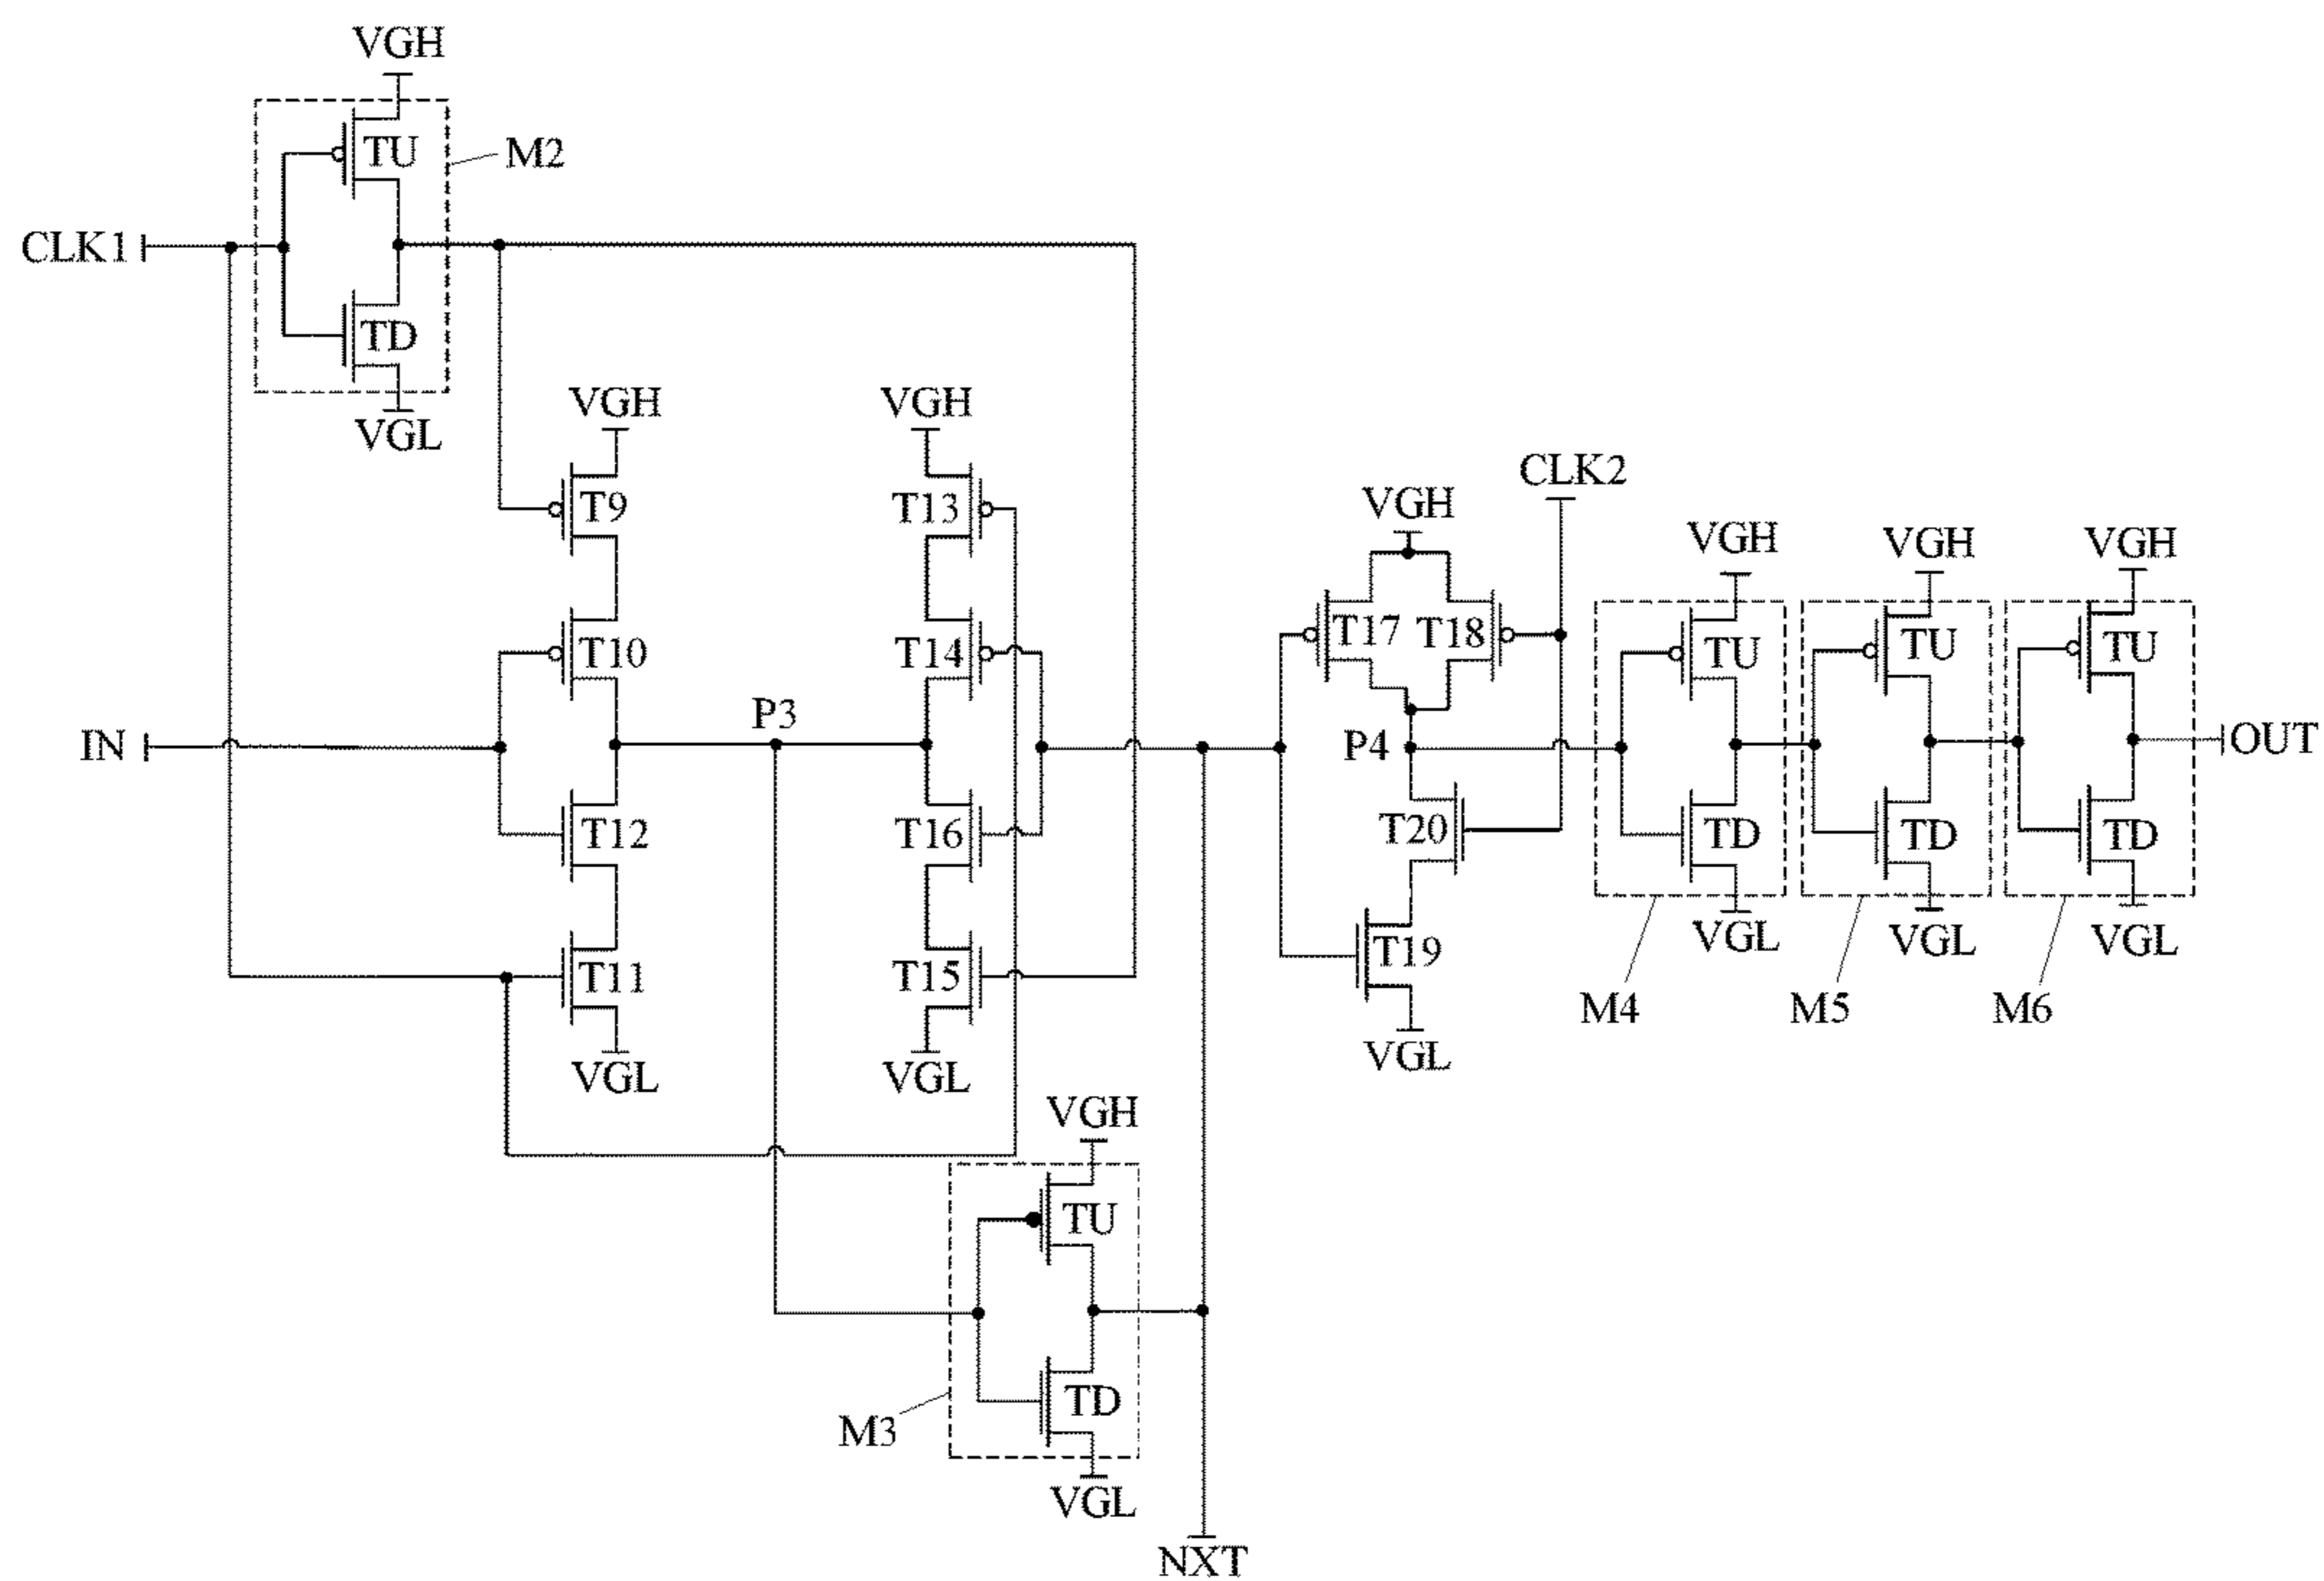 VGH
TU
M2
CLK1
TD
VGL
VGH
VGH
T9
T13
CLK2
VGH
VGH
VGH
VGH
T10
T14
T17
T18
TU
TU
TU
P3
IN
P4
OUT
T12
T16
T20
TD
TD
TD
T11
T15
T19
VGL
VGL
VGL
VGL
VGL
VGL
M4
M5
M6
VGH
TU
TD
M3
VGL
NXT